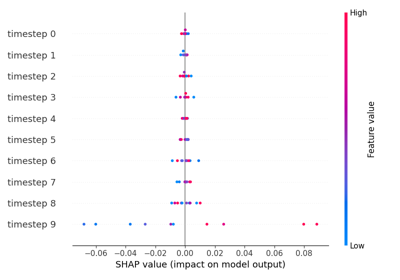 High
timestep 0
timestep 1
timestep 2
timestep 3
timestep 4
timestep 5
timestep 6
timestep 7
timestep 8
timestep 9
Feature value
Low
−0.06 −0.04 −0.02 0.00 0.02 0.04 0.06 0.08
SHAP value (impact on model output)